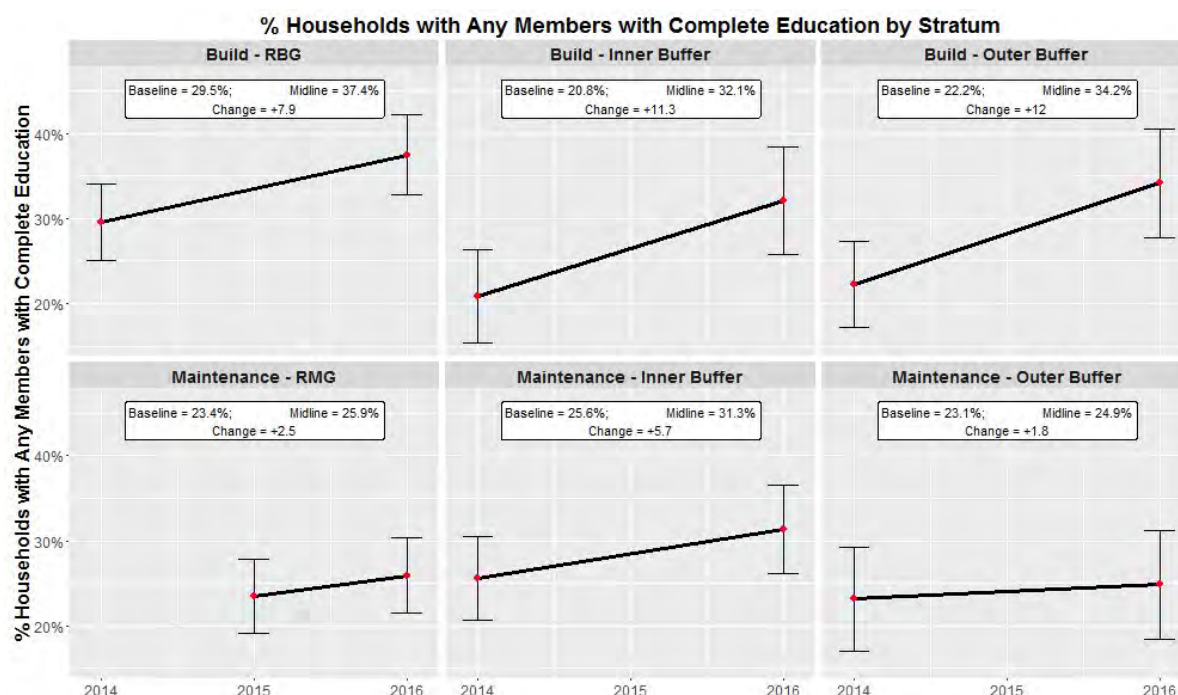 % Households with Any Members with Complete Education by Stratum
Build - RBG
Build - Inner Buffer
Build - Outer Buffer
Baseline = 29.5%; Midline = 37.4%
Change = +7.9
Baseline = 20.8%; Midline = 32.1%
Change = +11.3
Baseline = 22.2%; Midline = 34.2%
Change = +12
40%
30%
20%
% Households with Any Members with Complete Education
Maintenance - RMG
Maintenance - Inner Buffer
Maintenance - Outer Buffer
Baseline = 23.4%; Midline = 25.9%
Change = +2.5
Baseline = 25.6%; Midline = 31.3%
Change = +5.7
Baseline = 23.1%; Midline = 24.9%
Change = +1.8
40%
30%
20%
2014 2015 2016
2014 2015 2016
2014 2015 2016